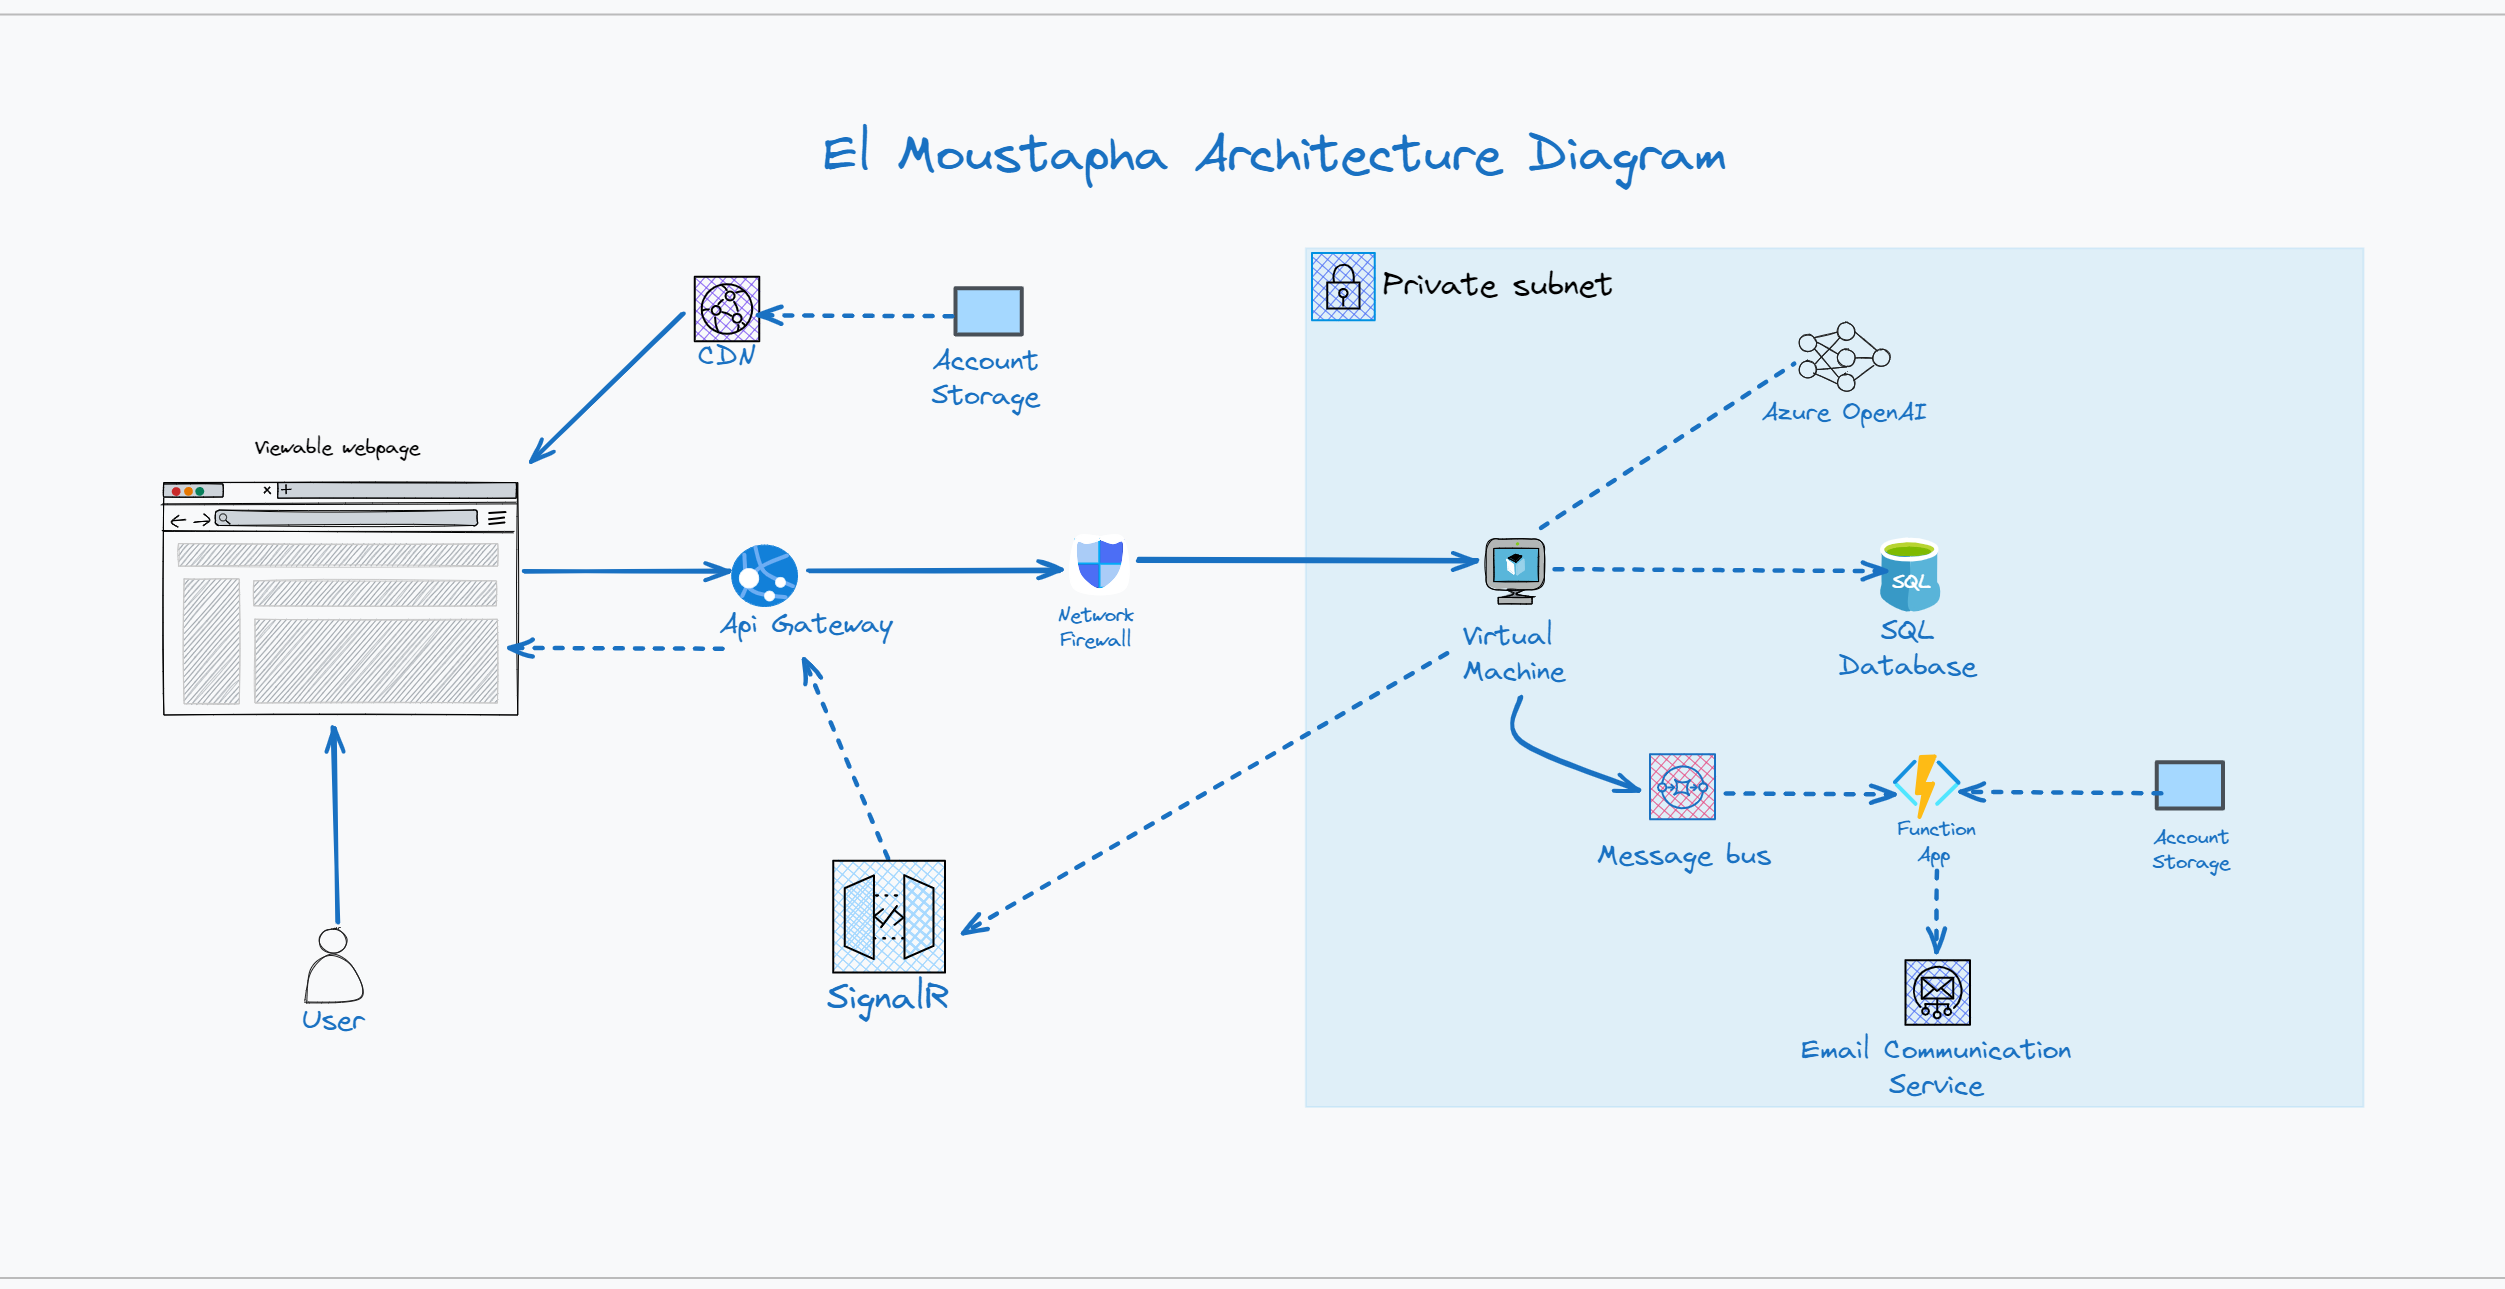 El Moustapha Architecture Diagram
Private subnet
CDN
Account
Storage
Azure OpenAI
Viewable webpage
Api Gateway
Network
Firewall
Virtual
Machine
SQL
SQL
Database
Message bus
Function
App
Account
Storage
SignalR
User
Email Communication
Service